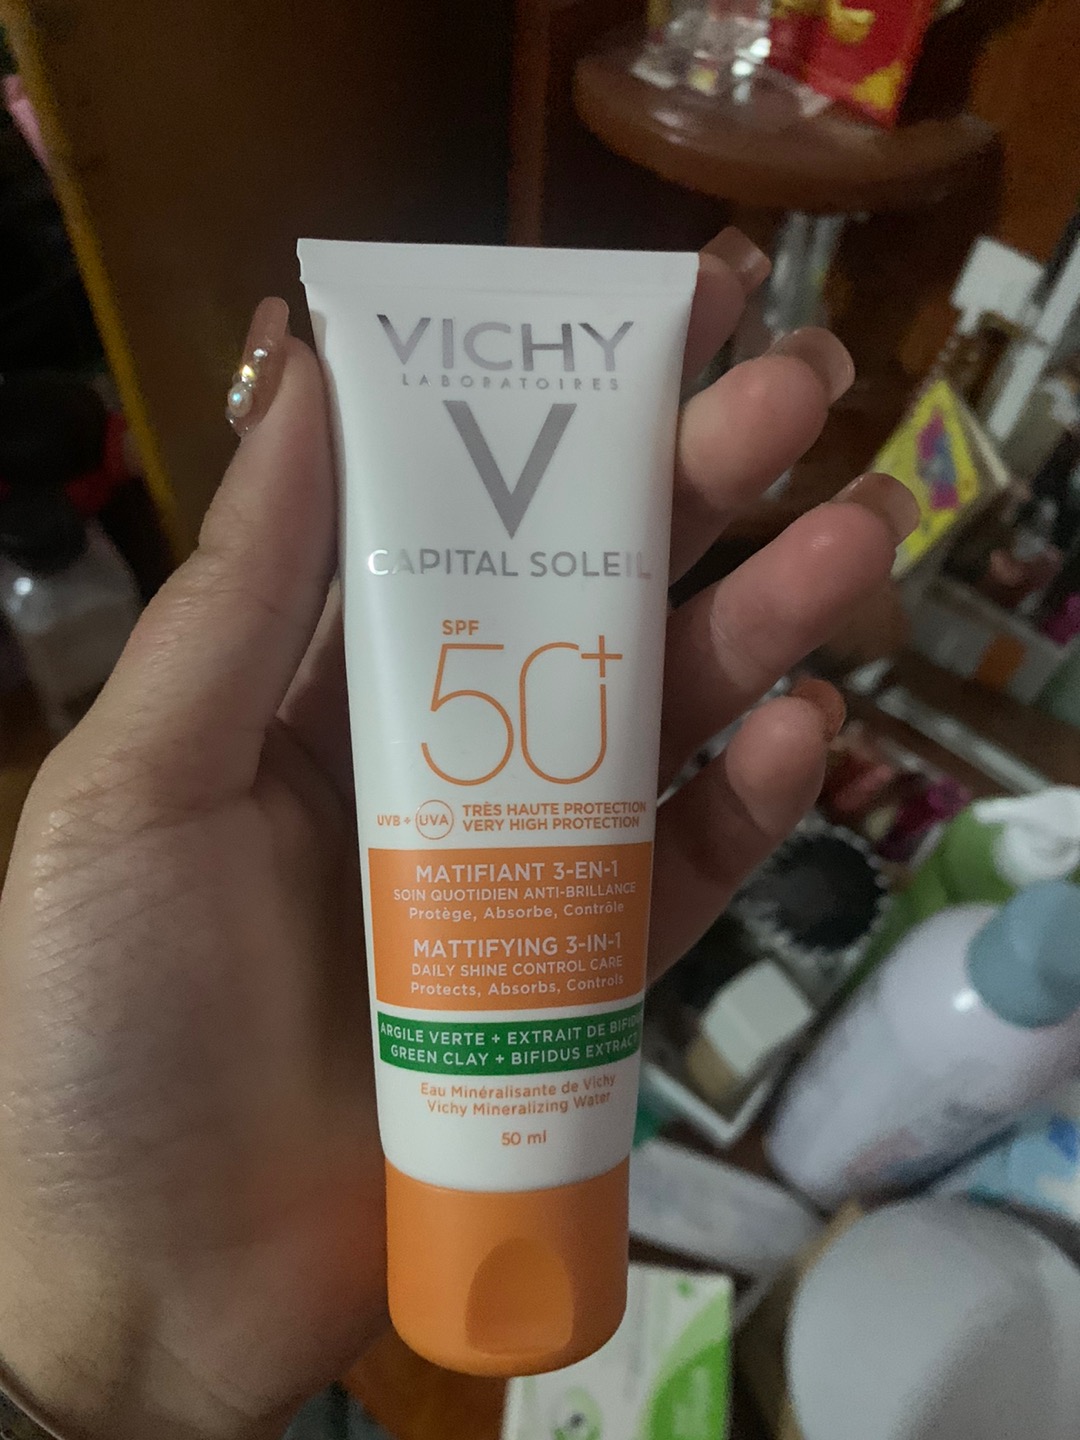 VICHY
LABORATOIRES
V
CAPITAL SOLEIL
SPF
50+
UVB + UVA
TRÈS HAUTE PROTECTION
VERY HIGH PROTECTION
MATIFIANT 3-EN-1
SOIN QUOTIDIEN ANTI-BRILLANCE
Protège, Absorbe, Contrôle
MATTIFYING 3-IN-1
DAILY SHINE CONTROL CARE
Protects, Absorbs, Controls
ARGILE VERTE + EXTRAIT DE BIFIDUS
GREEN CLAY + BIFIDUS EXTRACT
Eau Minéralisante de Vichy
Vichy Mineralizing Water
50 ml